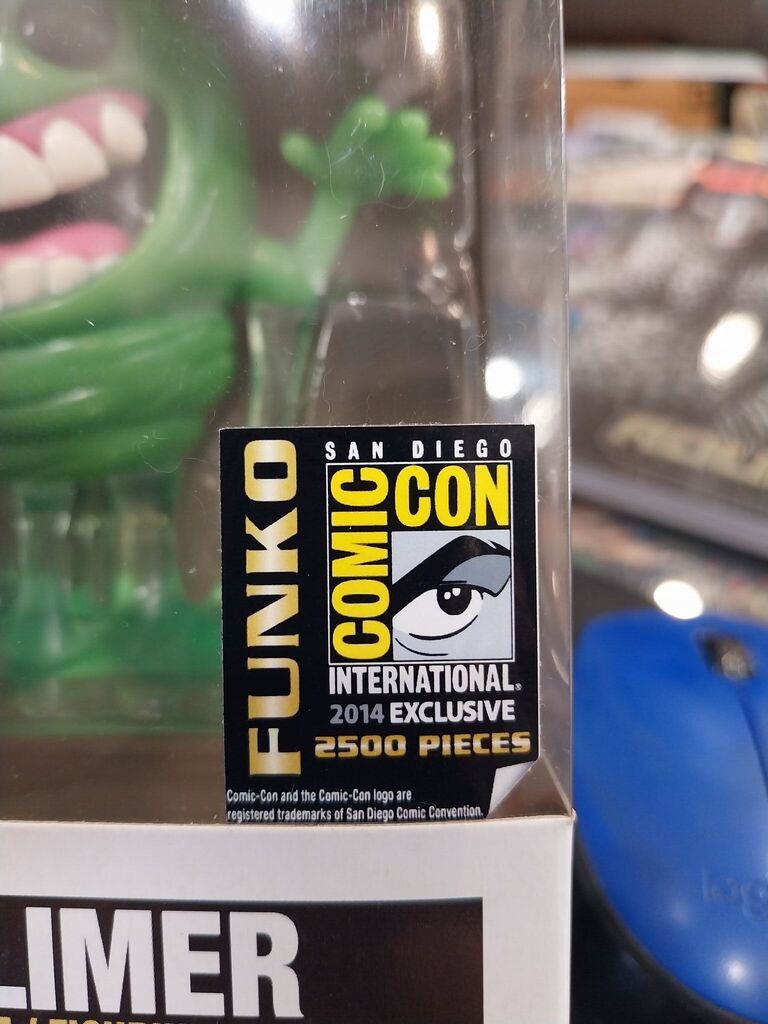 FUNKO
SAN DIEGO
COMIC CON
INTERNATIONAL®
2014 EXCLUSIVE
2500 PIECES
Comic-Con and the Comic-Con logo are
registered trademarks of San Diego Comic Convention.
LIMER